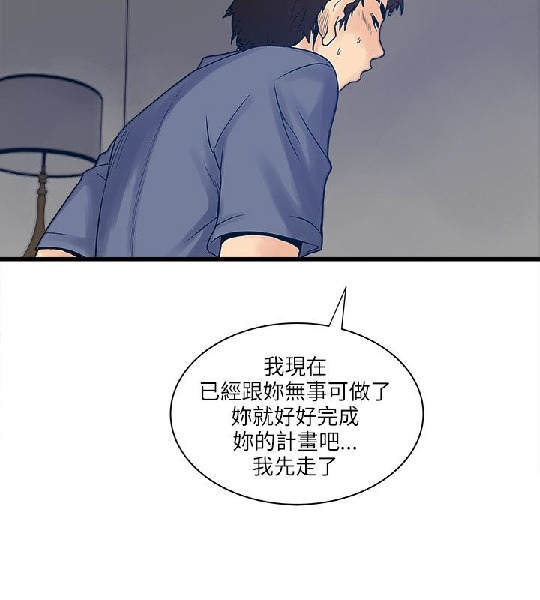 我現在
已經跟妳無事可做了
妳就好好完成
妳的計畫吧...
我先走了